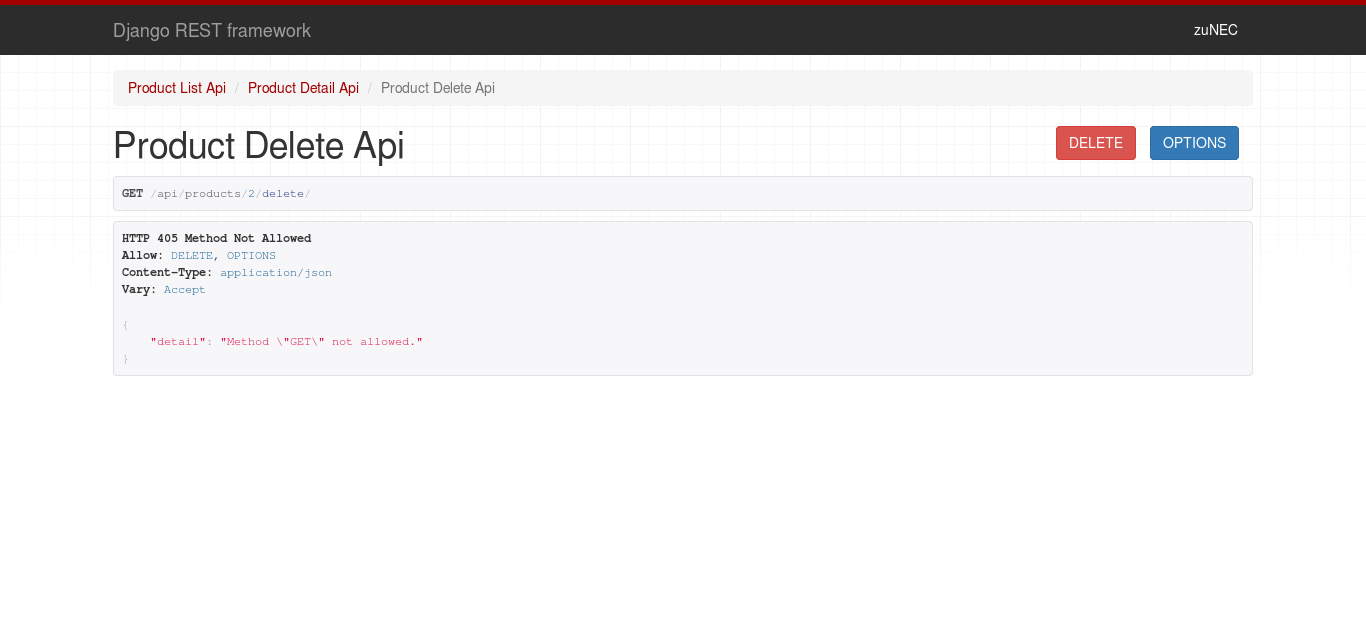 Django REST framework
zuNEC
Product List Api / Product Detail Api / Product Delete Api
Product Delete Api
DELETE
OPTIONS
GET /api/products/2/delete/
HTTP 405 Method Not Allowed
Allow: DELETE, OPTIONS
Content-Type: application/json
Vary: Accept
{
"detail": "Method \"GET\" not allowed."
}